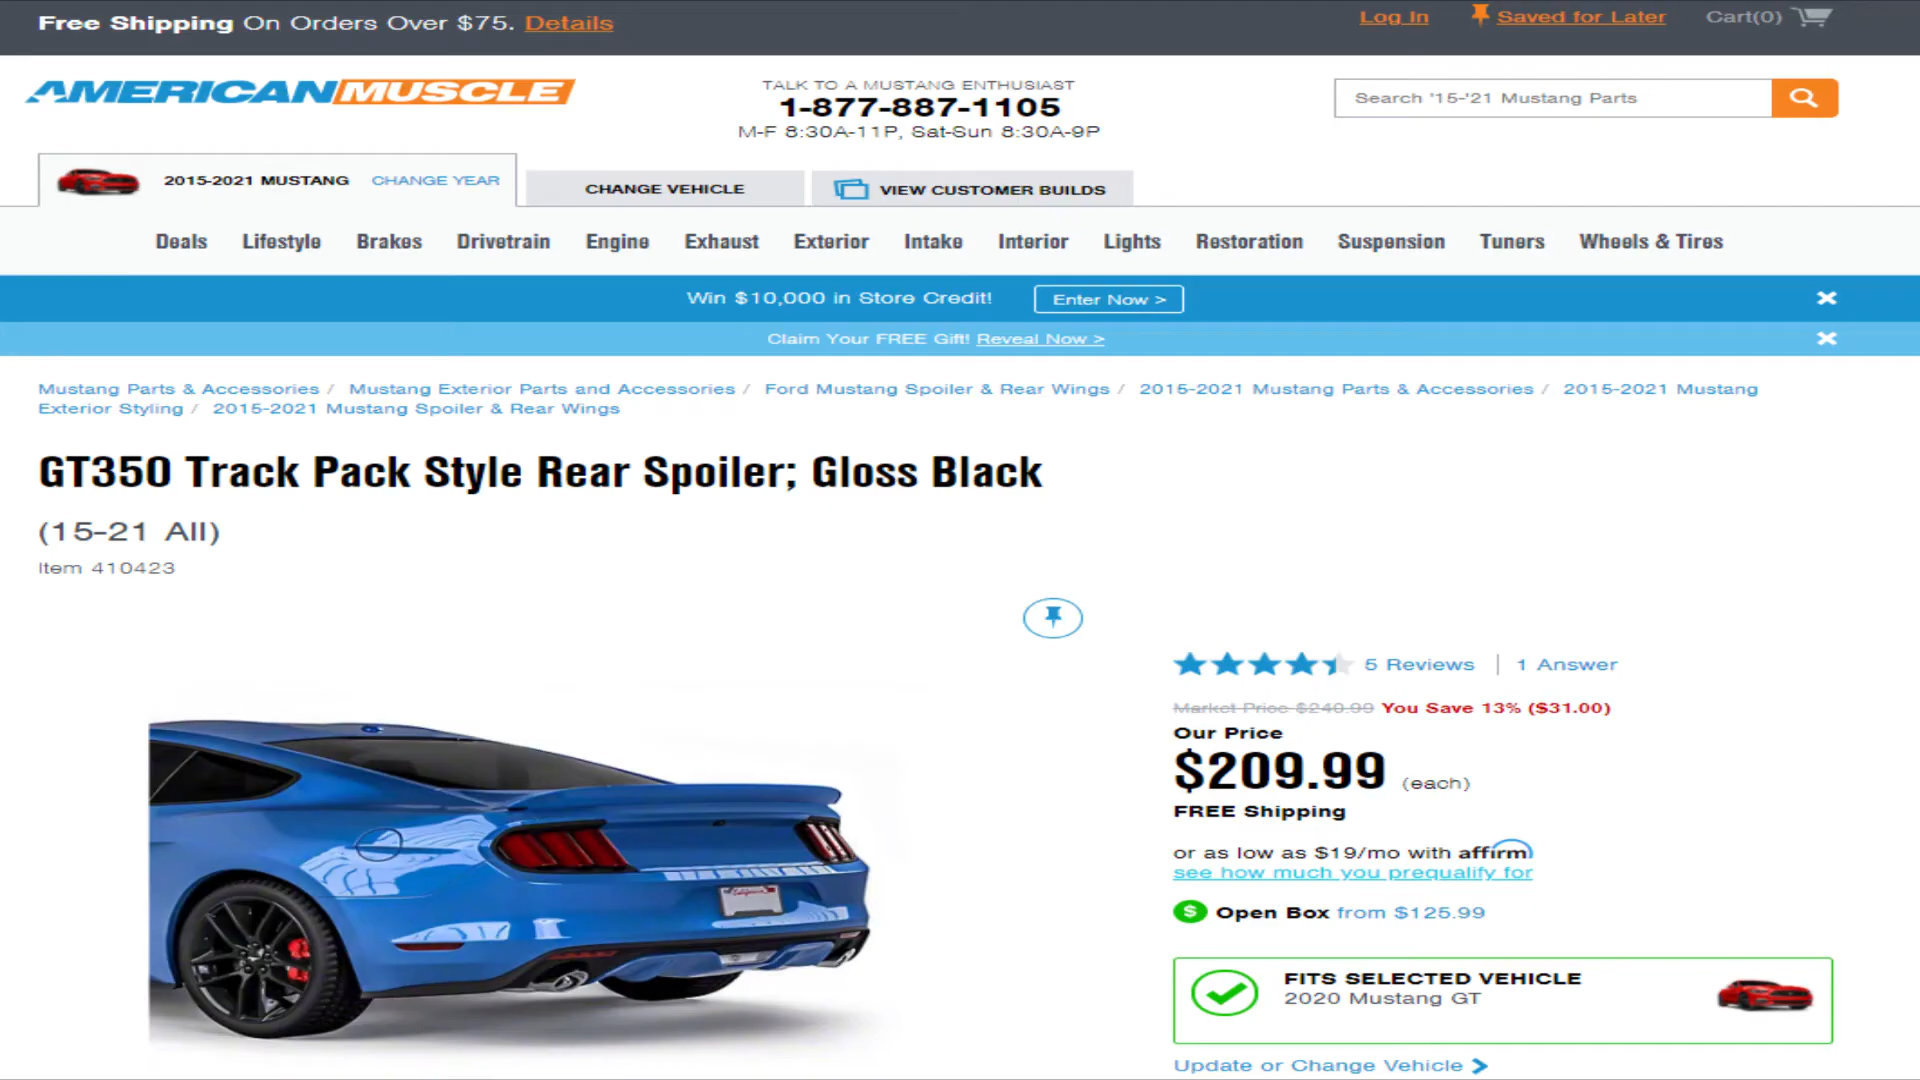 Free Shipping On Orders Over $75. Details
Log In
Saved for Later
Cart(0)
AMERICANMUSCLE
TALK TO A MUSTANG ENTHUSIAST
1-877-887-1105
M-F 8:30A-11P, Sat-Sun 8:30A-9P
Search '15-'21 Mustang Parts
2015-2021 MUSTANG CHANGE YEAR
CHANGE VEHICLE
VIEW CUSTOMER BUILDS
Deals Lifestyle Brakes Drivetrain Engine Exhaust Exterior Intake Interior Lights Restoration Suspension Tuners Wheels & Tires
Win $10,000 in Store Credit! Enter Now >
Claim Your FREE Gift! Reveal Now >
Mustang Parts & Accessories / Mustang Exterior Parts and Accessories / Ford Mustang Spoiler & Rear Wings / 2015-2021 Mustang Parts & Accessories / 2015-2021 Mustang
Exterior Styling / 2015-2021 Mustang Spoiler & Rear Wings
GT350 Track Pack Style Rear Spoiler; Gloss Black
(15-21 All)
Item 410423
5 Reviews | 1 Answer
Market Price $240.99 You Save 13% ($31.00)
Our Price
$209.99 (each)
FREE Shipping
or as low as $19/mo with affirm
see how much you prequalify for
$ Open Box from $125.99
FITS SELECTED VEHICLE
2020 Mustang GT
Update or Change Vehicle
California